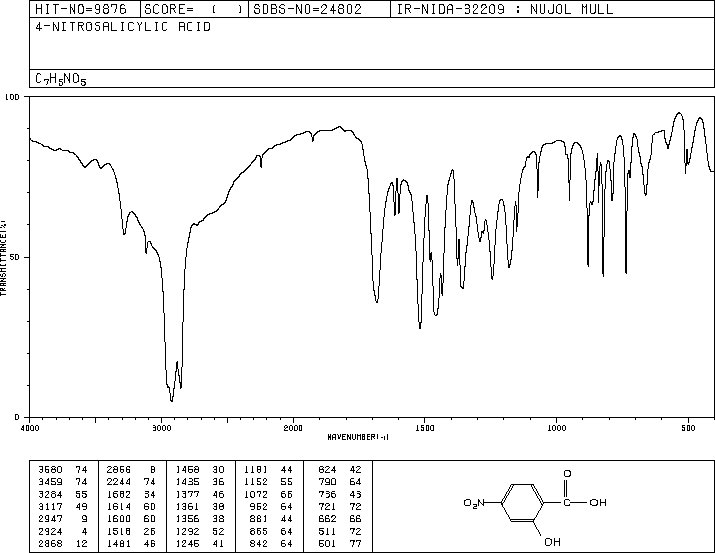 HIT-NO=9876 SCORE= ( ) SDBS-NO=24802 IR-NIDA-32209 : NUJOL MULL
4-NITROSALICYLIC ACID
C7H5NO5
100
50
0
TRANSMITTANCE(%)
4000 3000 2000 1500 1000 500
WAVENUMBER(-1)
3580 74 2866 8 1458 30 1181 44 824 42
3459 74 2244 74 1435 36 1152 55 790 64
3284 55 1682 34 1377 46 1072 66 736 43
3117 49 1614 60 1361 38 952 64 721 72
2947 9 1600 60 1356 38 881 44 662 66
2924 4 1518 26 1292 52 865 64 511 72
2868 12 1481 46 1245 41 842 64 501 77
O
O2N C-OH
OH